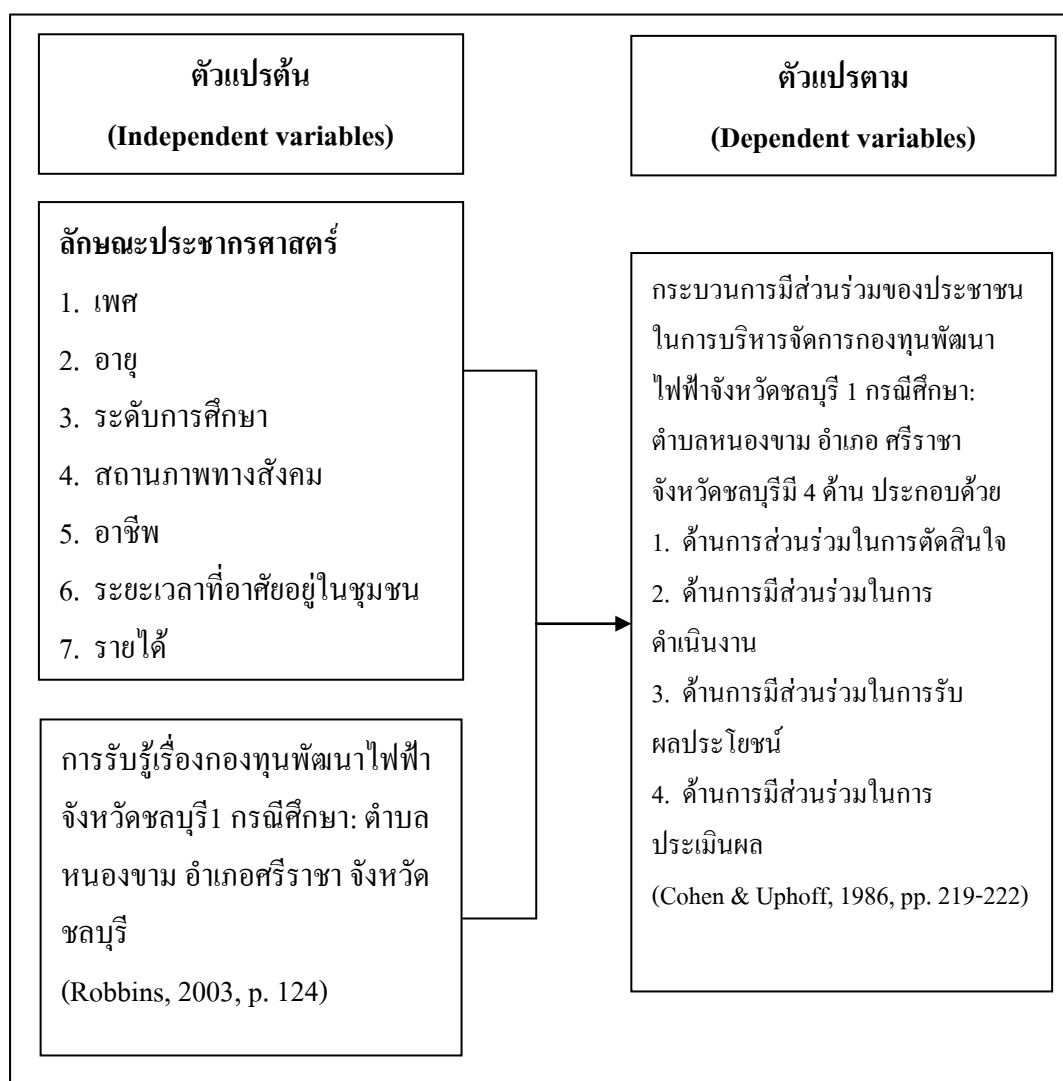 ตัวแปรต้น
(Independent variables)
ลักษณะประชากรศาสตร์
1. เพศ
2. อายุ
3. ระดับการศึกษา
4. สถานภาพทางสังคม
5. อาชีพ
6. ระยะเวลาที่อาศัยอยู่ในชุมชน
7. รายได้
การรับรู้เรื่องกองทุนพัฒนาไฟฟ้า
จังหวัดชลบุรี1 กรณีศึกษา: ตำบล
หนองขาม อำเภอศรีราชา จังหวัด
ชลบุรี
(Robbins, 2003, p. 124)
ตัวแปรตาม
(Dependent variables)
กระบวนการมีส่วนร่วมของประชาชน
ในการบริหารจัดการกองทุนพัฒนา
ไฟฟ้าจังหวัดชลบุรี 1 กรณีศึกษา:
ตำบลหนองขาม อำเภอ ศรีราชา
จังหวัดชลบุรีมี 4 ด้าน ประกอบด้วย
1. ด้านการส่วนร่วมในการตัดสินใจ
2. ด้านการมีส่วนร่วมในการ
ดำเนินงาน
3. ด้านการมีส่วนร่วมในการรับ
ผลประโยชน์
4. ด้านการมีส่วนร่วมในการ
ประเมินผล
(Cohen & Uphoff, 1986, pp. 219-222)